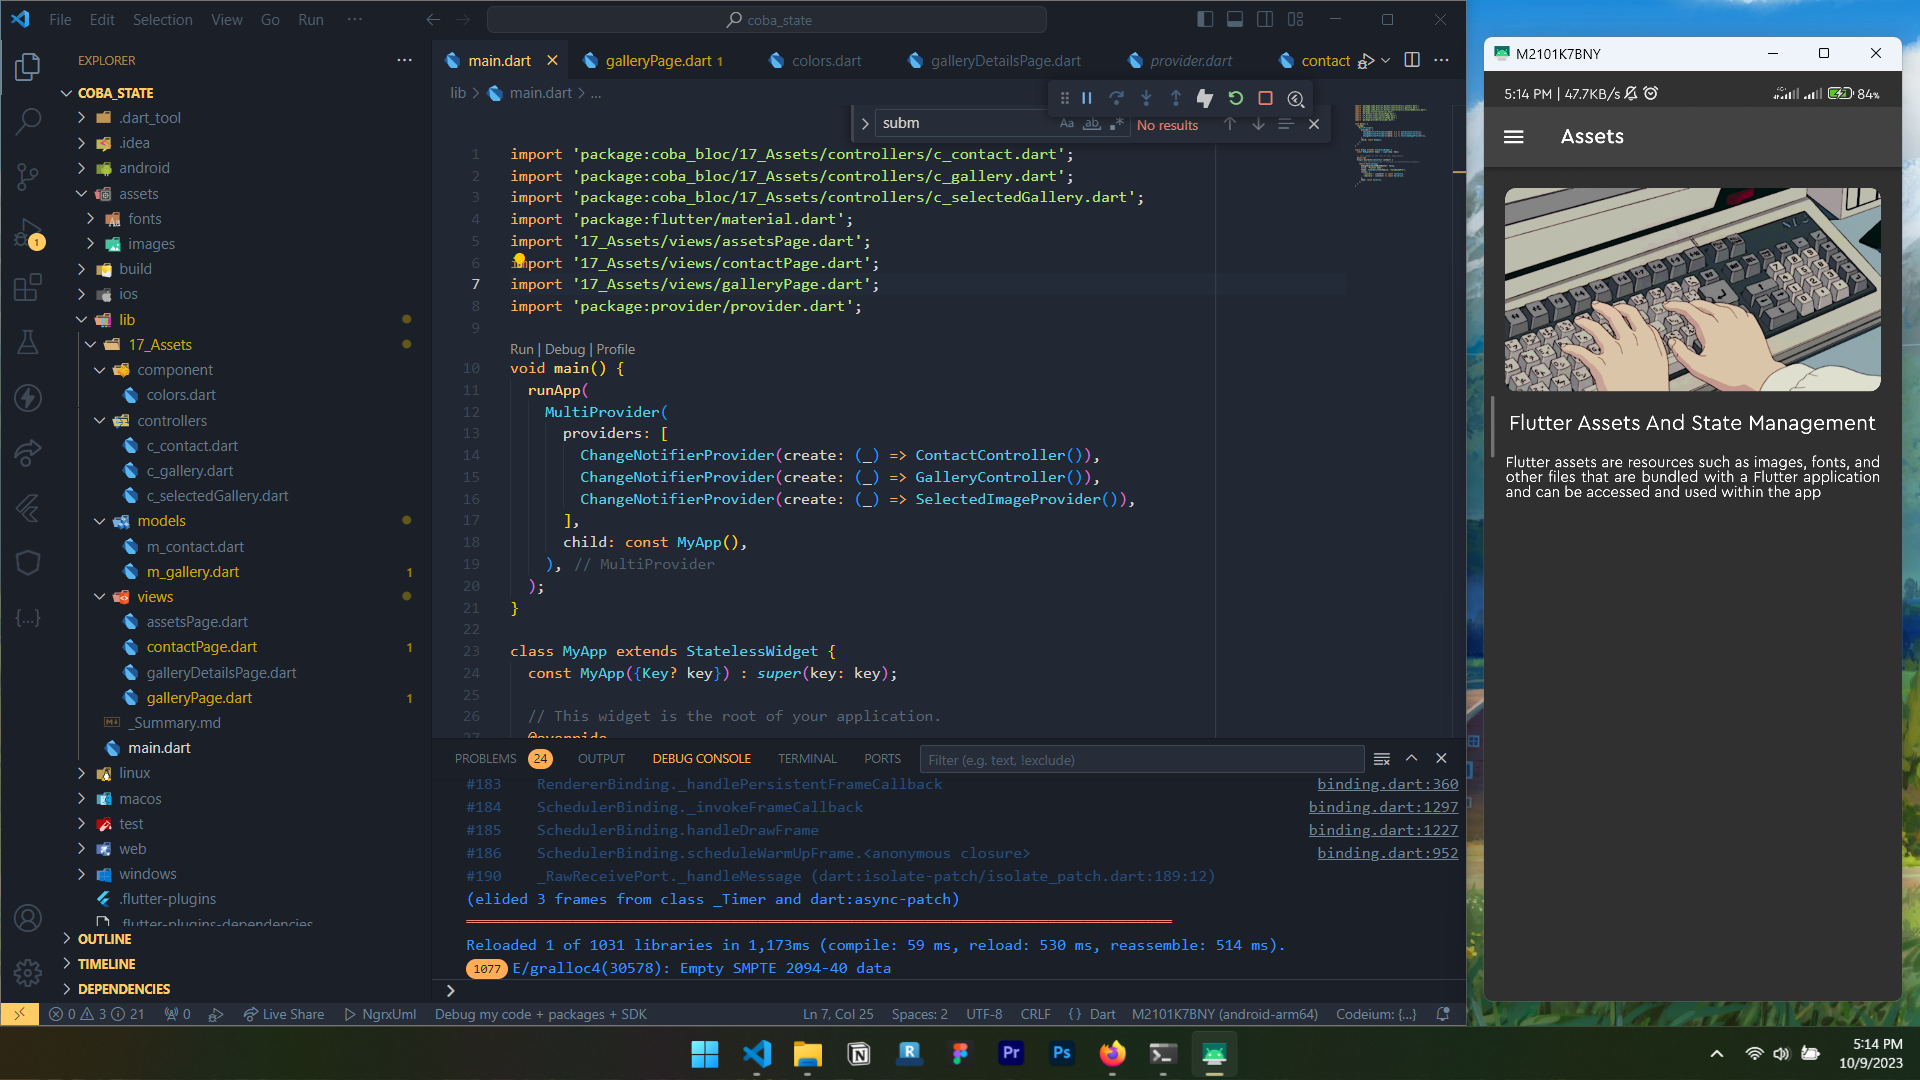 File Edit Selection View Go Run ...
coba_state
EXPLORER
COBA_STATE
.dart_tool
.idea
android
assets
fonts
images
build
ios
lib
17_Assets
component
colors.dart
controllers
c_contact.dart
c_gallery.dart
c_selectedGallery.dart
models
m_contact.dart
m_gallery.dart 1
views
assetsPage.dart
contactPage.dart 1
galleryDetailsPage.dart
galleryPage.dart 1
_Summary.md
main.dart
linux
macos
test
web
windows
.flutter-plugins
.flutter-plugins-dependencies
OUTLINE
TIMELINE
DEPENDENCIES
1
main.dart galleryPage.dart 1 colors.dart galleryDetailsPage.dart provider.dart contact
lib > main.dart > ...
subm Aa ab .* No results
1 import 'package:coba_bloc/17_Assets/controllers/c_contact.dart';
2 import 'package:coba_bloc/17_Assets/controllers/c_gallery.dart';
3 import 'package:coba_bloc/17_Assets/controllers/c_selectedGallery.dart';
4 import 'package:flutter/material.dart';
5 import '17_Assets/views/assetsPage.dart';
6 import '17_Assets/views/contactPage.dart';
7 import '17_Assets/views/galleryPage.dart';
8 import 'package:provider/provider.dart';
9
Run | Debug | Profile
10 void main() {
11 runApp(
12 MultiProvider(
13 providers: [
14 ChangeNotifierProvider(create: (_) => ContactController()),
15 ChangeNotifierProvider(create: (_) => GalleryController()),
16 ChangeNotifierProvider(create: (_) => SelectedImageProvider()),
17 ],
18 child: const MyApp(),
19 ), // MultiProvider
20 );
21 }
22
23 class MyApp extends StatelessWidget {
24 const MyApp({Key? key}) : super(key: key);
25
26 // This widget is the root of your application.
27 @override
PROBLEMS 24 OUTPUT DEBUG CONSOLE TERMINAL PORTS Filter (e.g. text, !exclude)
#183 RendererBinding._handlePersistentFrameCallback binding.dart:360
#184 SchedulerBinding._invokeFrameCallback binding.dart:1297
#185 SchedulerBinding.handleDrawFrame binding.dart:1227
#186 SchedulerBinding.scheduleWarmUpFrame.<anonymous closure> binding.dart:952
#190 _RawReceivePort._handleMessage (dart:isolate-patch/isolate_patch.dart:189:12)
(elided 3 frames from class _Timer and dart:async-patch)
Reloaded 1 of 1031 libraries in 1,173ms (compile: 59 ms, reload: 530 ms, reassemble: 514 ms).
1077 E/gralloc4(30578): Empty SMPTE 2094-40 data
0 3 21 0 Live Share NgrxUml Debug my code + packages + SDK Ln 7, Col 25 Spaces: 2 UTF-8 CRLF {} Dart M2101K7BNY (android-arm64) Codeium: {...}
M2101K7BNY
5:14 PM | 47.7KB/s 84%
Assets
Flutter Assets And State Management
Flutter assets are resources such as images, fonts, and
other files that are bundled with a Flutter application
and can be accessed and used within the app
R Pr Ps
5:14 PM
10/9/2023